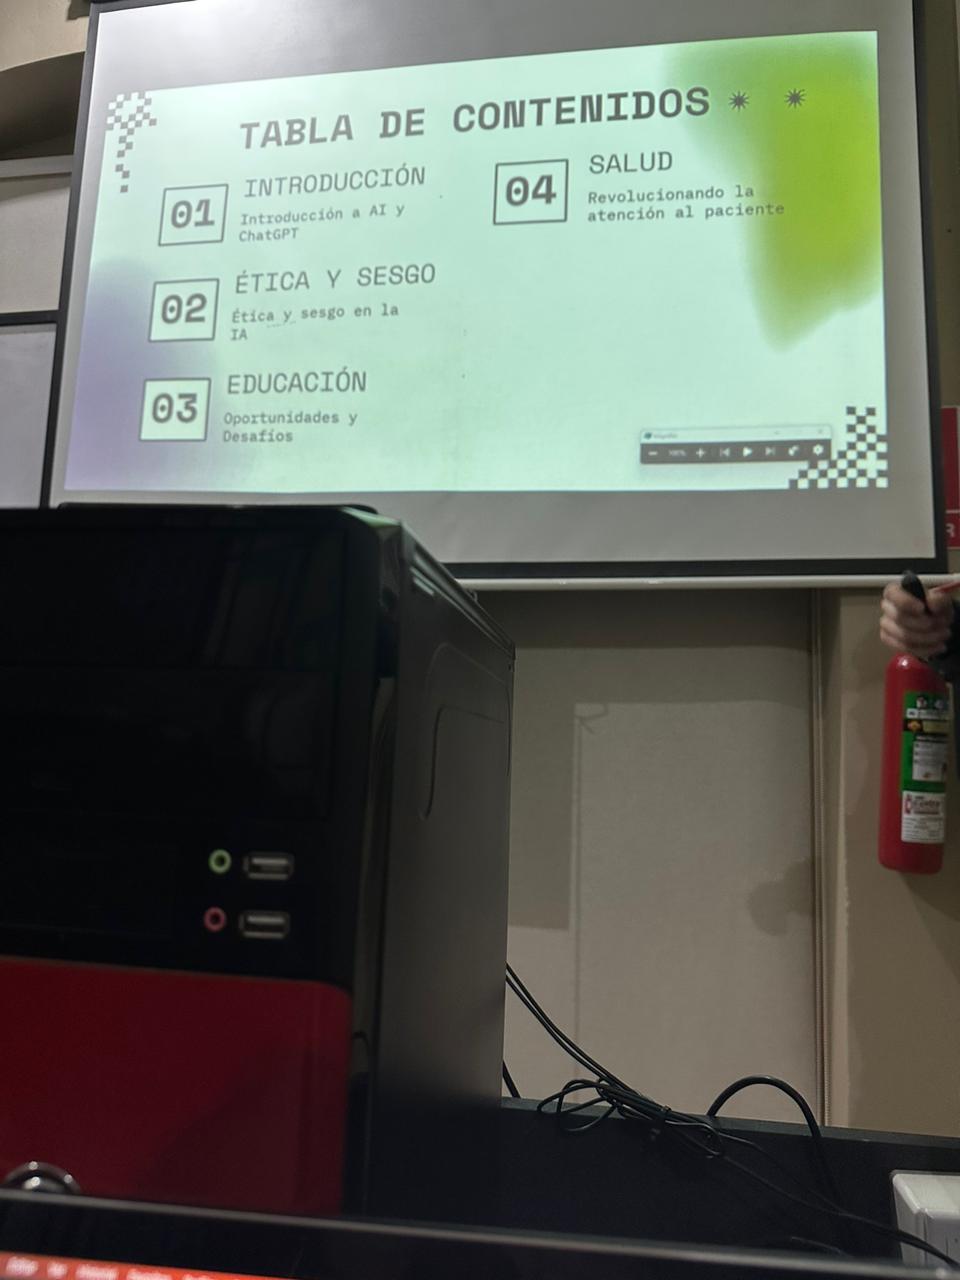 TABLA DE CONTENIDOS
01
INTRODUCCIÓN
Introducción a AI y
ChatGPT
02
ÉTICA Y SESGO
Ética y sesgo en la
IA
03
EDUCACIÓN
Oportunidades y
Desafíos
04
SALUD
Revolucionando la
atención al paciente
100%
R